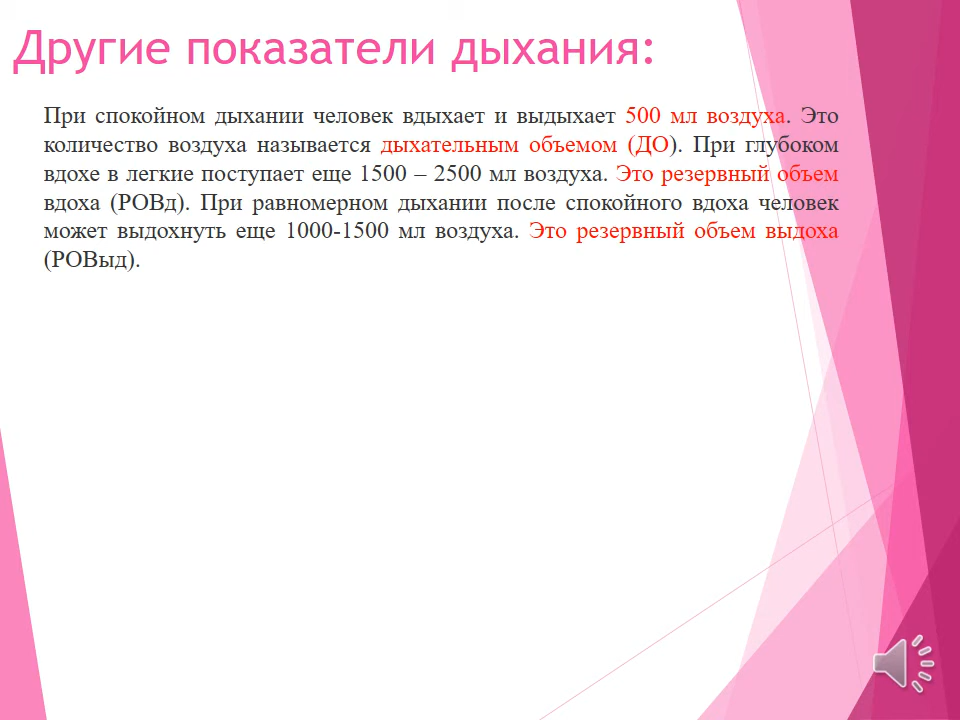 Другие показатели дыхания:
При спокойном дыхании человек вдыхает и выдыхает 500 мл воздуха. Это
количество воздуха называется дыхательным объемом (ДО). При глубоком
вдохе в легкие поступает еще 1500 – 2500 мл воздуха. Это резервный объем
вдоха (РОВд). При равномерном дыхании после спокойного вдоха человек
может выдохнуть еще 1000-1500 мл воздуха. Это резервный объем выдоха
(РОВыд).